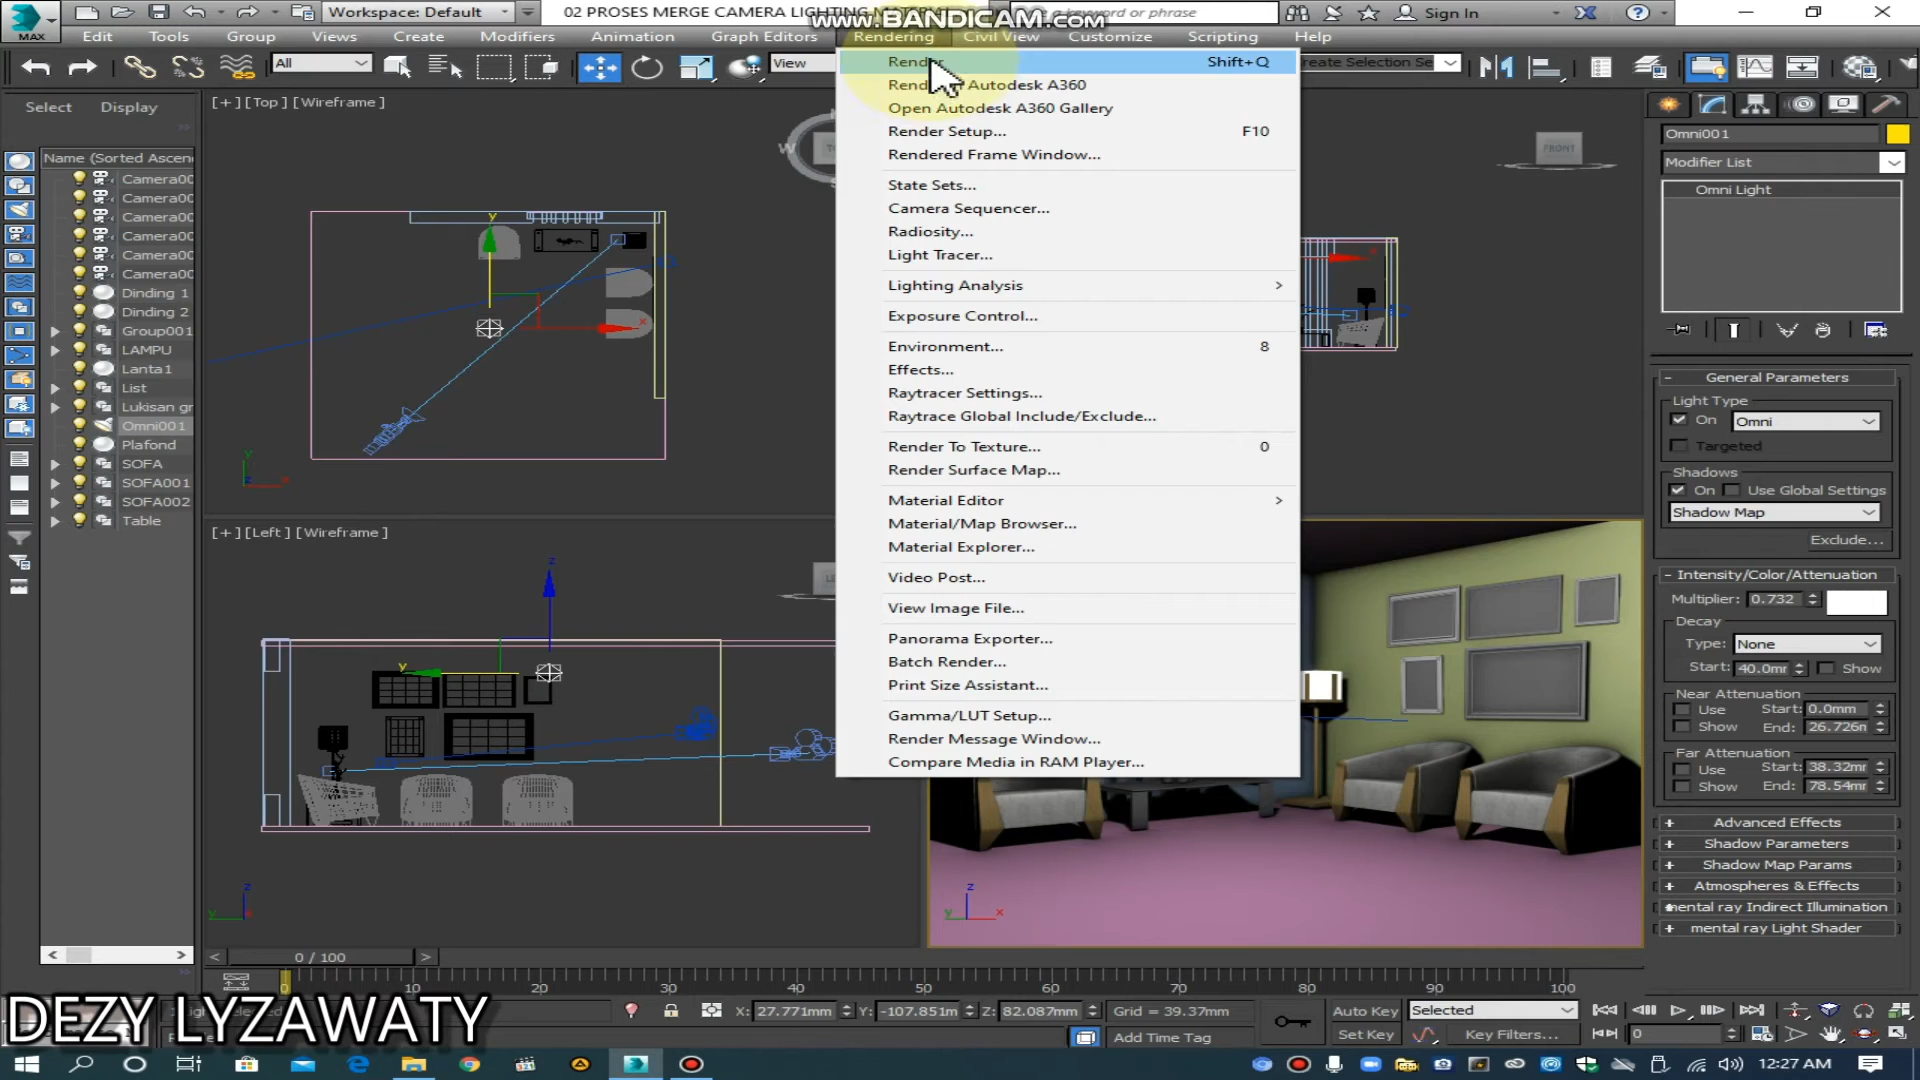 MAX
Workspace: Default
02 PROSES MERGE CAMERA LIGHTING
www.BANDICAM.com
a keyword or phrase
Sign In
Edit Tools Group Views Create Modifiers Animation Graph Editors Rendering Civil View Customize Scripting Help
All
View
Create Selection Se
Select Display
Name (Sorted Ascen
Camera00
Camera00
Camera00
Camera00
Camera00
Camera00
Dinding 1
Dinding 2
Group001
LAMPU
Lanta1
List
Lukisan gr
Omni001
Plafond
SOFA
SOFA001
SOFA002
Table
[+] [Top] [Wireframe]
W
[+] [Left] [Wireframe]
FRONT
Render Shift+Q
Autodesk A360
Open Autodesk A360 Gallery
Render Setup... F10
Rendered Frame Window...
State Sets...
Camera Sequencer...
Radiosity...
Light Tracer...
Lighting Analysis
Exposure Control...
Environment... 8
Effects...
Raytracer Settings...
Raytrace Global Include/Exclude...
Render To Texture... 0
Render Surface Map...
Material Editor
Material/Map Browser...
Material Explorer...
Video Post...
View Image File...
Panorama Exporter...
Batch Render...
Print Size Assistant...
Gamma/LUT Setup...
Render Message Window...
Compare Media in RAM Player...
Omni001
Modifier List
Omni Light
General Parameters
Light Type
On Omni
Targeted
Shadows
On Use Global Settings
Shadow Map
Exclude...
Intensity/Color/Attenuation
Multiplier: 0.732
Decay
Type: None
Start: 40.0mr Show
Near Attenuation
Use Start: 0.0mm
Show End: 26.726n
Far Attenuation
Use Start: 38.32mr
Show End: 78.54mr
Advanced Effects
Shadow Parameters
Shadow Map Params
Atmospheres & Effects
mental ray Indirect Illumination
mental ray Light Shader
0 / 100
0 10 20 30 40 50 60 70 80 90 100
DEZY LYZAWATY
X: 27.771mm Y: -107.851m Z: 82.087mm Grid = 39.37mm
Add Time Tag
Auto Key Selected
Set Key Key Filters...
0
12:27 AM